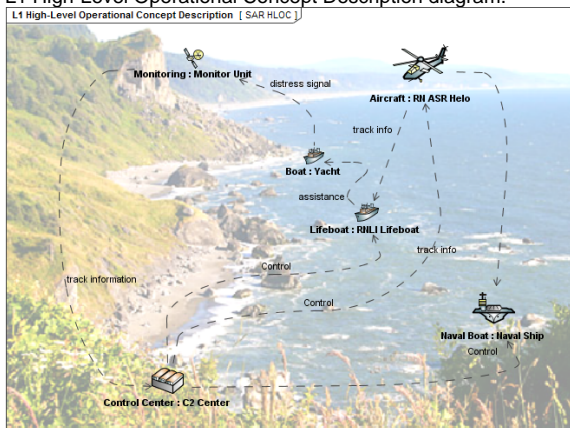 L1 High-Level Operational Concept Description diagram.
L1 High-Level Operational Concept Description [ SAR HLOC ]
Monitoring : Monitor Unit
distress signal
Aircraft : RN ASR Helo
track info
Boat : Yacht
assistance
Lifeboat : RNLI Lifeboat
track info
Control
track information
Control
Naval Boat : Naval Ship
Control
Control Center : C2 Center